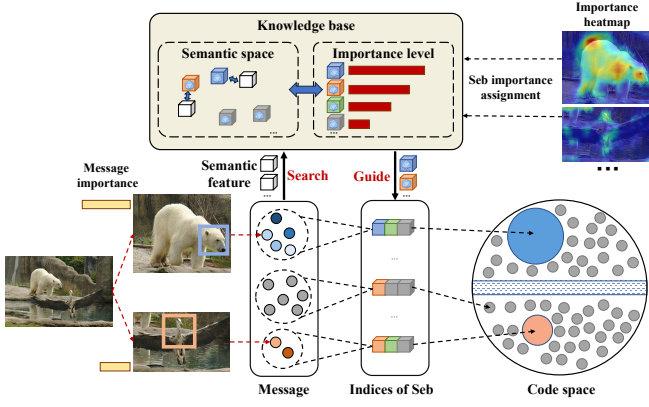 Knowledge base
Importance
heatmap
Semantic space
Importance level
...
...
Seb importance
assignment
...
Message
importance
Semantic
feature
...
Search
Guide
...
...
...
Message
Indices of Seb
Code space